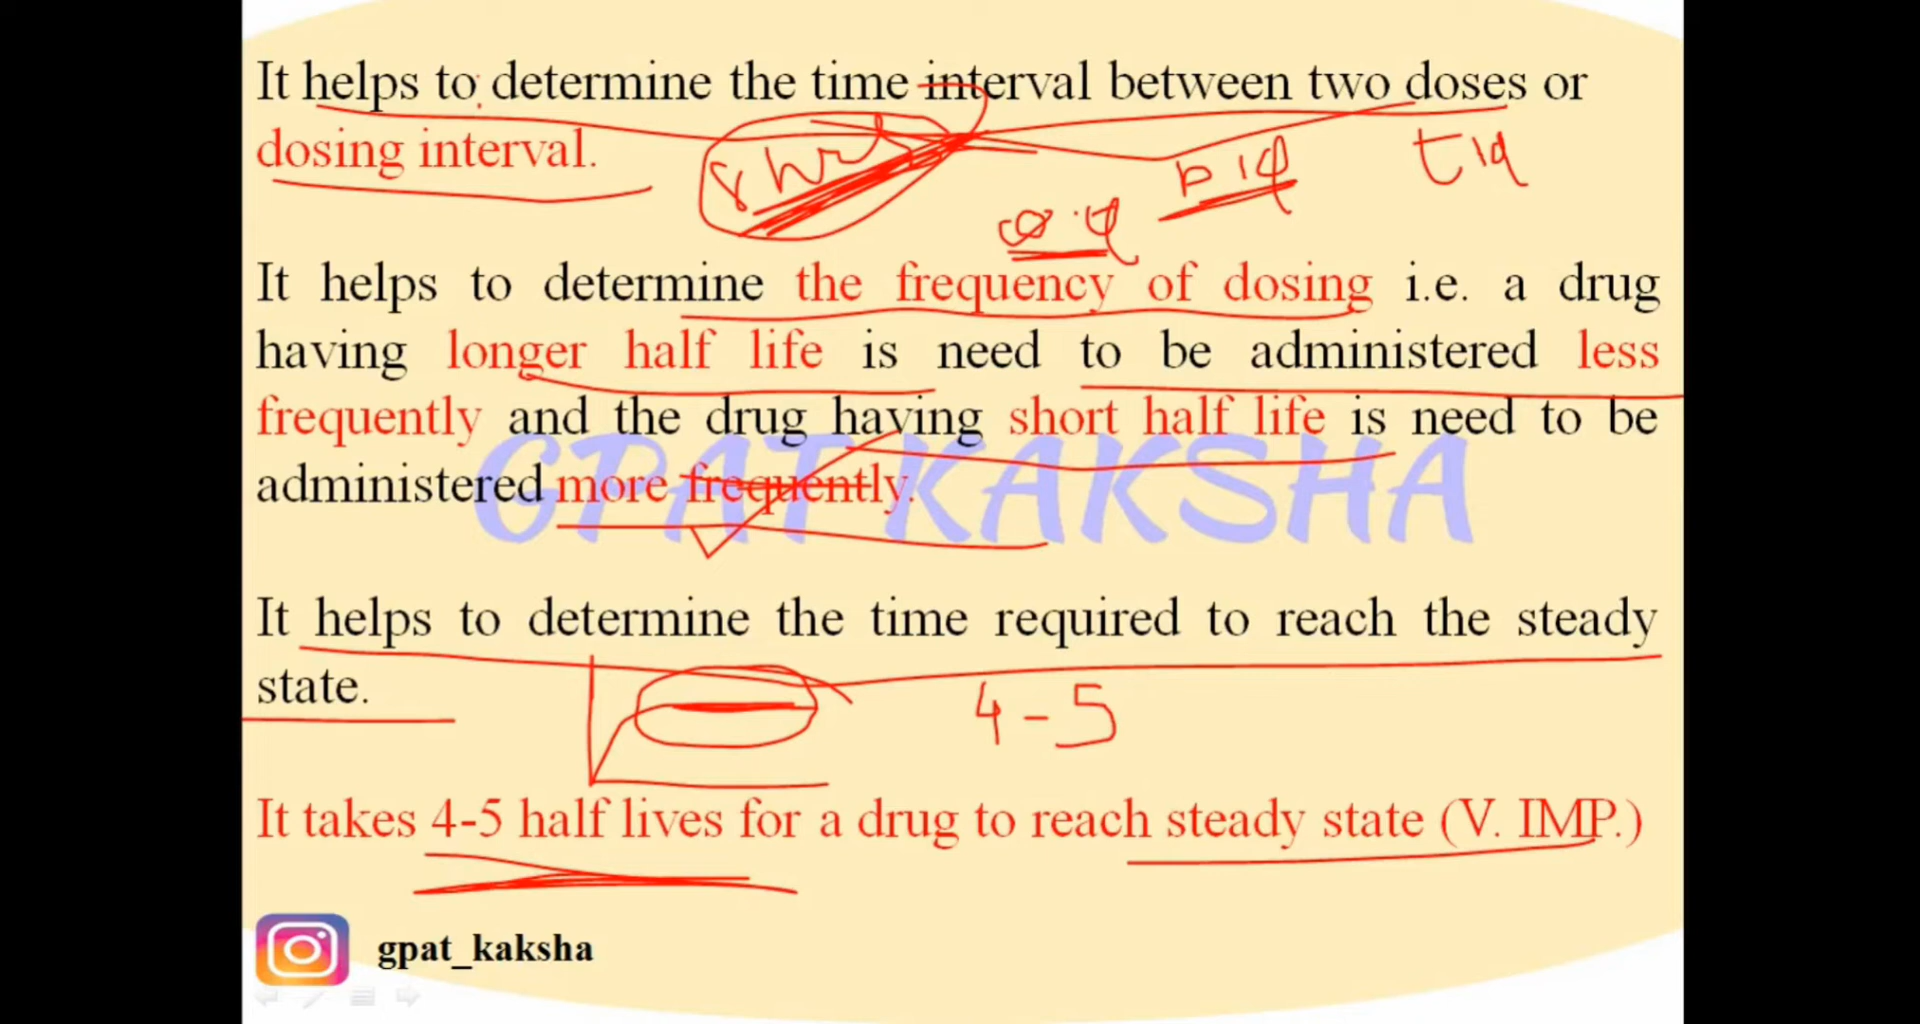 It helps to determine the time interval between two doses or
dosing interval.
8 hrs
bid
tid
It helps to determine the frequency of dosing i.e. a drug
having longer half life is need to be administered less
frequently and the drug having short half life is need to be
administered more frequently.
GPAT KAKSHA
It helps to determine the time required to reach the steady
state.
4-5
It takes 4-5 half lives for a drug to reach steady state (V. IMP.)
gpat_kaksha